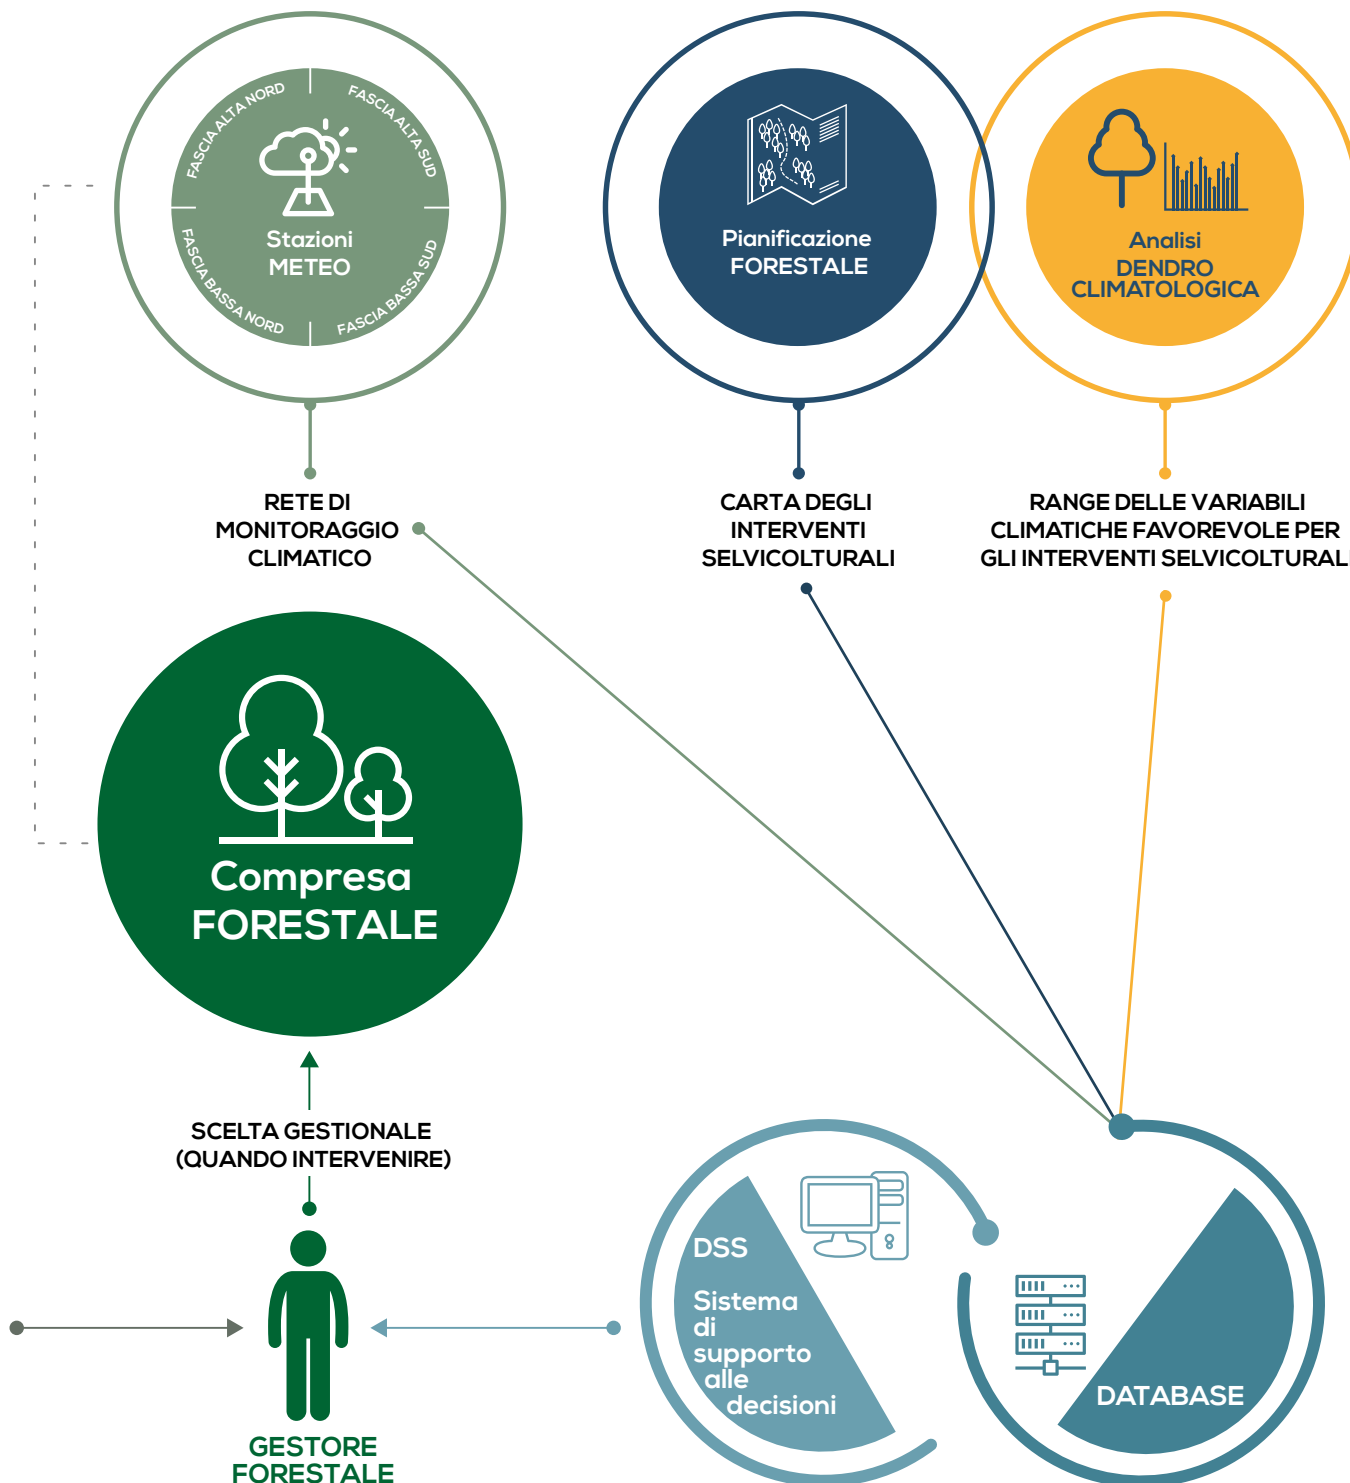 FASCIA ALTA NORD
FASCIA ALTA SUD
FASCIA BASSA NORD
FASCIA BASSA SUD
Stazioni
METEO
Pianificazione
FORESTALE
Analisi
DENDRO
CLIMATOLOGICA
RETE DI
MONITORAGGIO
CLIMATICO
CARTA DEGLI
INTERVENTI
SELVICOLTURALI
RANGE DELLE VARIABILI
CLIMATICHE FAVOREVOLE PER
GLI INTERVENTI SELVICOLTURALI
Compresa
FORESTALE
SCELTA GESTIONALE
(QUANDO INTERVENIRE)
GESTORE
FORESTALE
DSS
Sistema
di
supporto
alle
decisioni
DATABASE